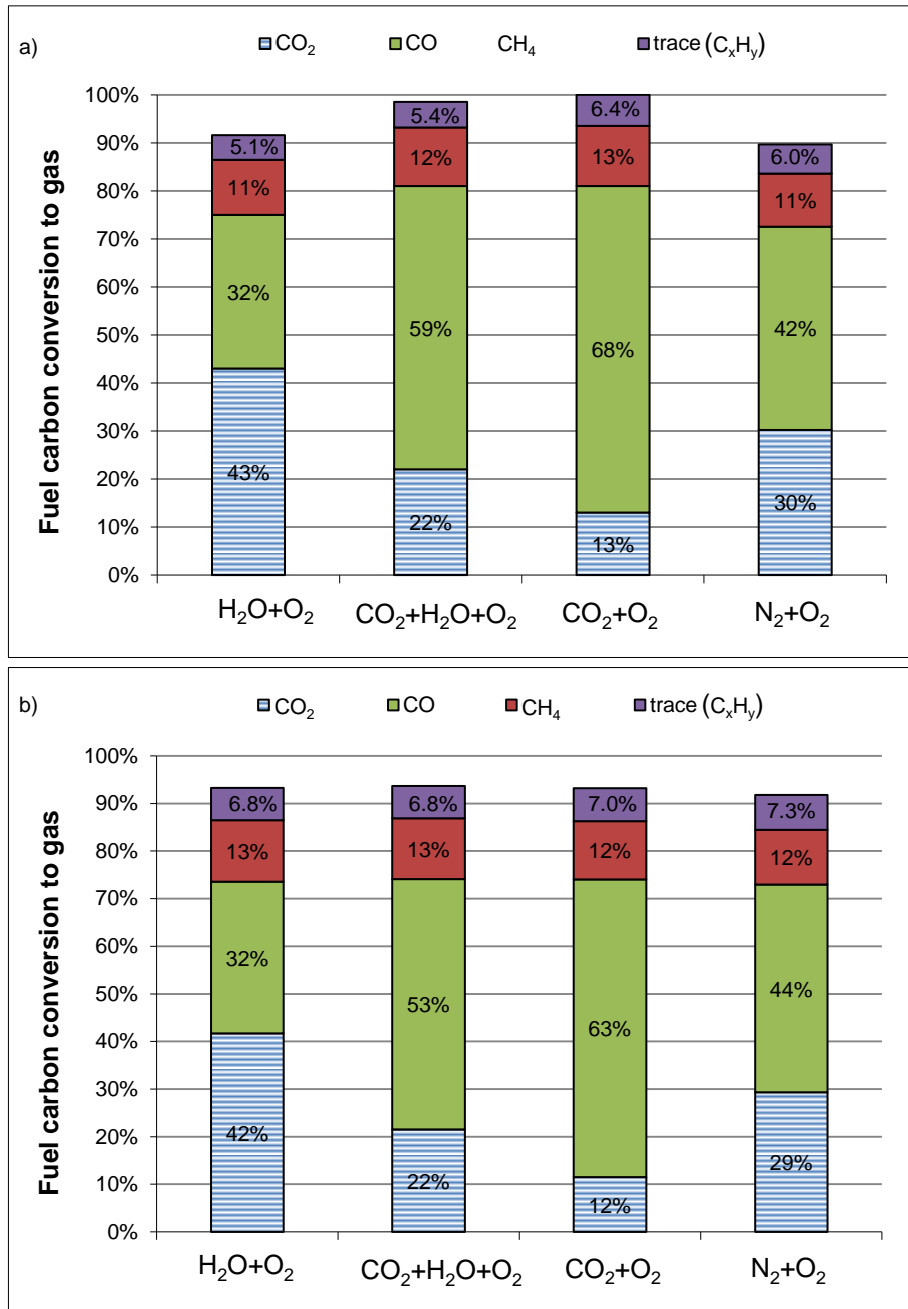 a)
CO₂ CO CH₄ trace (CₓHᵧ)
Fuel carbon conversion to gas
100%
90%
80%
70%
60%
50%
40%
30%
20%
10%
0%
5.1% 5.4% 6.4% 6.0%
11% 12% 13% 11%
32% 59% 68% 42%
43% 22% 13% 30%
H₂O+O₂ CO₂+H₂O+O₂ CO₂+O₂ N₂+O₂
b)
CO₂ CO CH₄ trace (CₓHᵧ)
Fuel carbon conversion to gas
100%
90%
80%
70%
60%
50%
40%
30%
20%
10%
0%
6.8% 6.8% 7.0% 7.3%
13% 13% 12% 12%
32% 53% 63% 44%
42% 22% 12% 29%
H₂O+O₂ CO₂+H₂O+O₂ CO₂+O₂ N₂+O₂